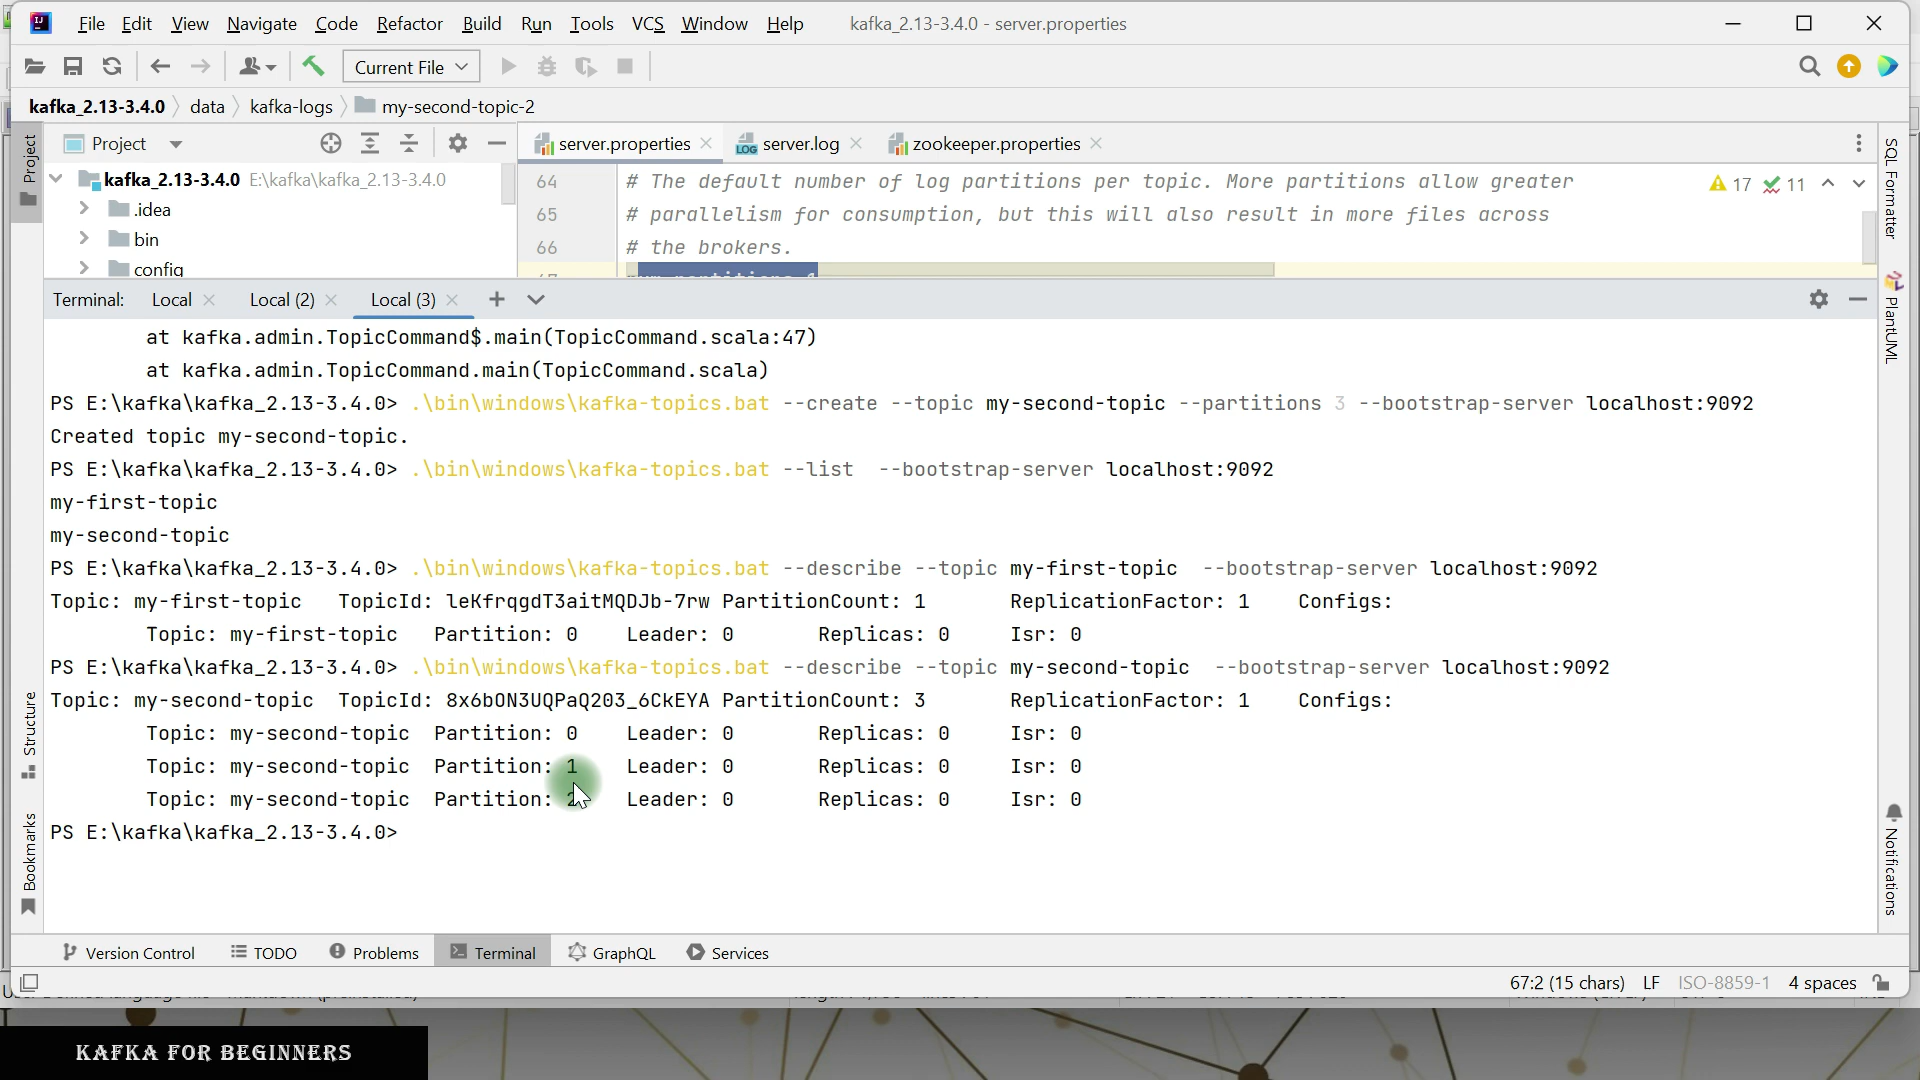 File Edit View Navigate Code Refactor Build Run Tools VCS Window Help kafka_2.13-3.4.0 - server.properties
Current File
kafka_2.13-3.4.0 data kafka-logs my-second-topic-2
Project
Project
server.properties
server.log
zookeeper.properties
kafka_2.13-3.4.0 E:\kafka\kafka_2.13-3.4.0
.idea
bin
config
64 # The default number of log partitions per topic. More partitions allow greater
65 # parallelism for consumption, but this will also result in more files across
66 # the brokers.
17 11
SQL Formatter
PlantUML
Notifications
Terminal: Local Local (2) Local (3)
at kafka.admin.TopicCommand$.main(TopicCommand.scala:47)
at kafka.admin.TopicCommand.main(TopicCommand.scala)
PS E:\kafka\kafka_2.13-3.4.0> .\bin\windows\kafka-topics.bat --create --topic my-second-topic --partitions 3 --bootstrap-server localhost:9092
Created topic my-second-topic.
PS E:\kafka\kafka_2.13-3.4.0> .\bin\windows\kafka-topics.bat --list  --bootstrap-server localhost:9092
my-first-topic
my-second-topic
PS E:\kafka\kafka_2.13-3.4.0> .\bin\windows\kafka-topics.bat --describe --topic my-first-topic  --bootstrap-server localhost:9092
Topic: my-first-topic   TopicId: leKfrqgdT3aitMQDJb-7rw PartitionCount: 1       ReplicationFactor: 1    Configs:
Topic: my-first-topic   Partition: 0    Leader: 0       Replicas: 0     Isr: 0
PS E:\kafka\kafka_2.13-3.4.0> .\bin\windows\kafka-topics.bat --describe --topic my-second-topic  --bootstrap-server localhost:9092
Topic: my-second-topic  TopicId: 8x6bON3UQPaQ203_6CkEYA PartitionCount: 3       ReplicationFactor: 1    Configs:
Topic: my-second-topic  Partition: 0    Leader: 0       Replicas: 0     Isr: 0
Topic: my-second-topic  Partition: 1    Leader: 0       Replicas: 0     Isr: 0
Topic: my-second-topic  Partition: 2    Leader: 0       Replicas: 0     Isr: 0
PS E:\kafka\kafka_2.13-3.4.0>
Structure
Bookmarks
Version Control TODO Problems Terminal GraphQL Services
67:2 (15 chars) LF ISO-8859-1 4 spaces
KAFKA FOR BEGINNERS